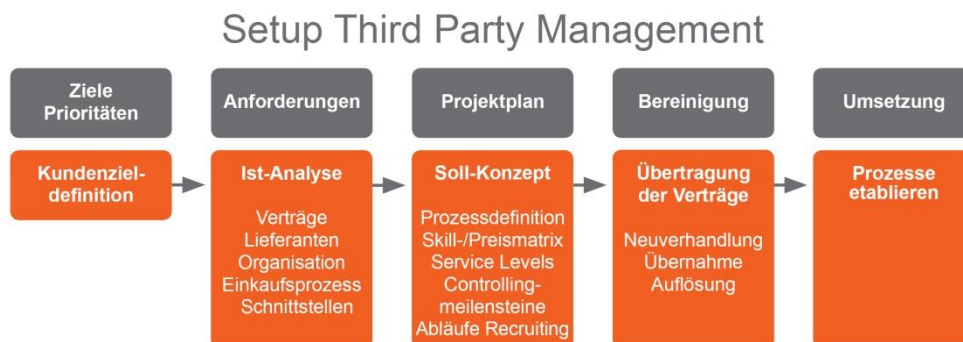 Setup Third Party Management
Ziele
Prioritäten
Anforderungen
Projektplan
Bereinigung
Umsetzung
Kundenziel-
definition
Ist-Analyse
Verträge
Lieferanten
Organisation
Einkaufsprozess
Schnittstellen
Soll-Konzept
Prozessdefinition
Skill-/Preismatrix
Service Levels
Controlling-
meilensteine
Abläufe Recruiting
Übertragung
der Verträge
Neuverhandlung
Übernahme
Auflösung
Prozesse
etablieren